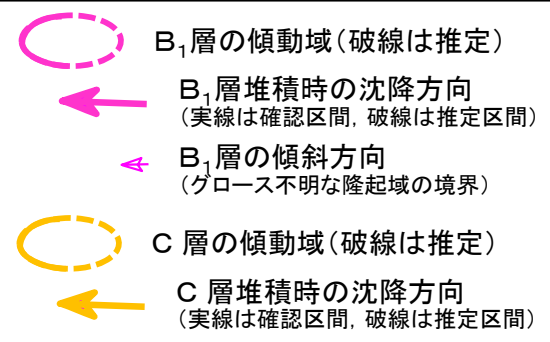 B₁層の傾動域（破線は推定）
B₁層堆積時の沈降方向
（実線は確認区間，破線は推定区間）
B₁層の傾斜方向
（グロース不明な隆起域の境界）
C 層の傾動域（破線は推定）
C 層堆積時の沈降方向
（実線は確認区間，破線は推定区間）